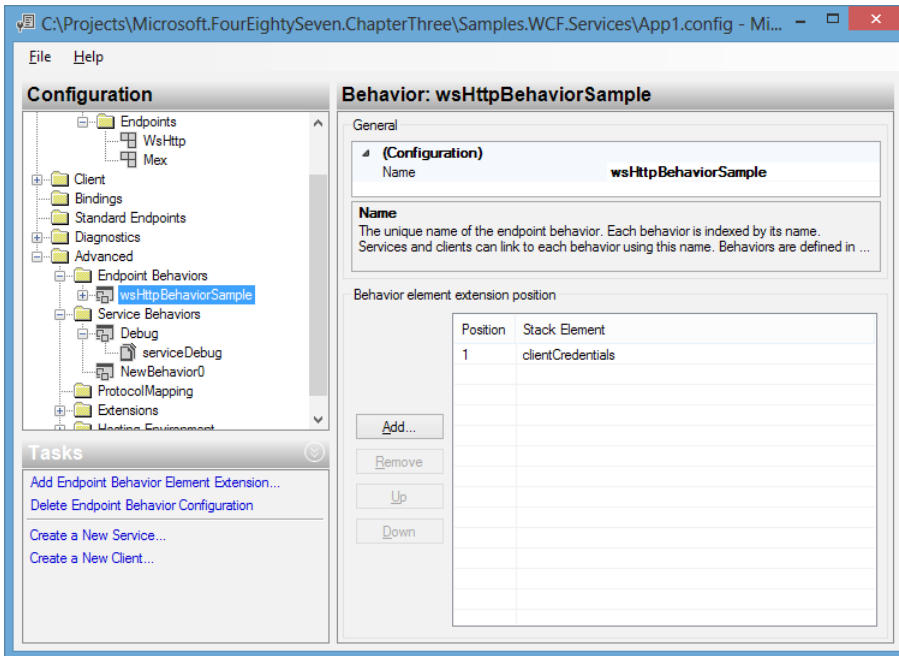 C:\Projects\Microsoft.FourEightySeven.ChapterThree\Samples.WCF.Services\App1.config - Mi...
File Help
Configuration
Endpoints
WsHttp
Mex
Client
Bindings
Standard Endpoints
Diagnostics
Advanced
Endpoint Behaviors
wsHttpBehaviorSample
Service Behaviors
Debug
serviceDebug
NewBehavior0
ProtocolMapping
Extensions
Hosting Environment
Tasks
Add Endpoint Behavior Element Extension...
Delete Endpoint Behavior Configuration
Create a New Service...
Create a New Client...
Behavior: wsHttpBehaviorSample
General
(Configuration)
Name wsHttpBehaviorSample
Name
The unique name of the endpoint behavior. Each behavior is indexed by its name.
Services and clients can link to each behavior using this name. Behaviors are defined in ...
Behavior element extension position
Position Stack Element
1 clientCredentials
Add...
Remove
Up
Down